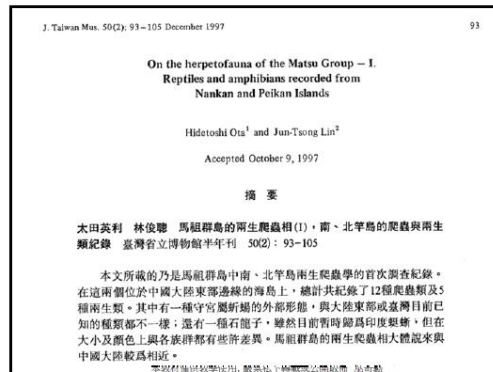 J. Taiwan Mus. 50(2): 93-105 December 1997 93
On the herpetofauna of the Matsu Group – I.
Reptiles and amphibians recorded from
Nankan and Peikan Islands
Hidetoshi Ota¹ and Jun-Tsong Lin²
Accepted October 9, 1997
摘 要
太田英利 林俊聰 馬祖群島的兩生爬蟲相(I),南、北竿島的爬蟲與兩生
類紀錄 臺灣省立博物館半年刊 50(2): 93-105
本文所載的乃是馬祖群島中南、北竿島兩生爬蟲學的首次調查紀錄。
在這兩個位於中國大陸東部邊緣的海島上,總計共紀錄了12種爬蟲類及5
種兩生類。其中有一種守宮屬蜥蜴的外部形態,與大陸東部或臺灣目前已
知的種類都不一樣;還有一種石龍子,雖然目前暫時歸爲印度蜓蜥,但在
大小及顏色上與各族群都有些許差異。馬祖群島的兩生爬蟲相大體說來與
中國大陸較爲相近。